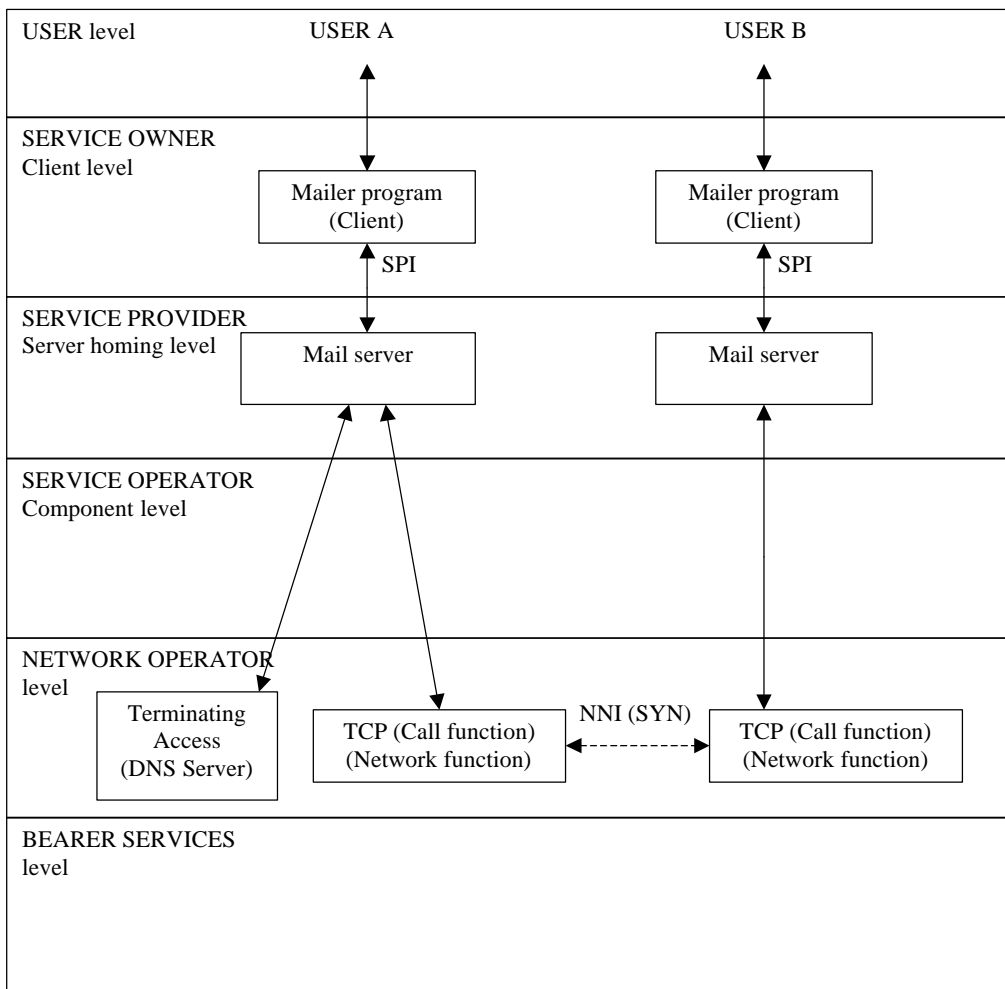 USER level
USER A
USER B
SERVICE OWNER
Client level
Mailer program
(Client)
Mailer program
(Client)
SPI
SPI
SERVICE PROVIDER
Server homing level
Mail server
Mail server
SERVICE OPERATOR
Component level
NETWORK OPERATOR
level
Terminating
Access
(DNS Server)
TCP (Call function)
(Network function)
NNI (SYN)
TCP (Call function)
(Network function)
BEARER SERVICES
level